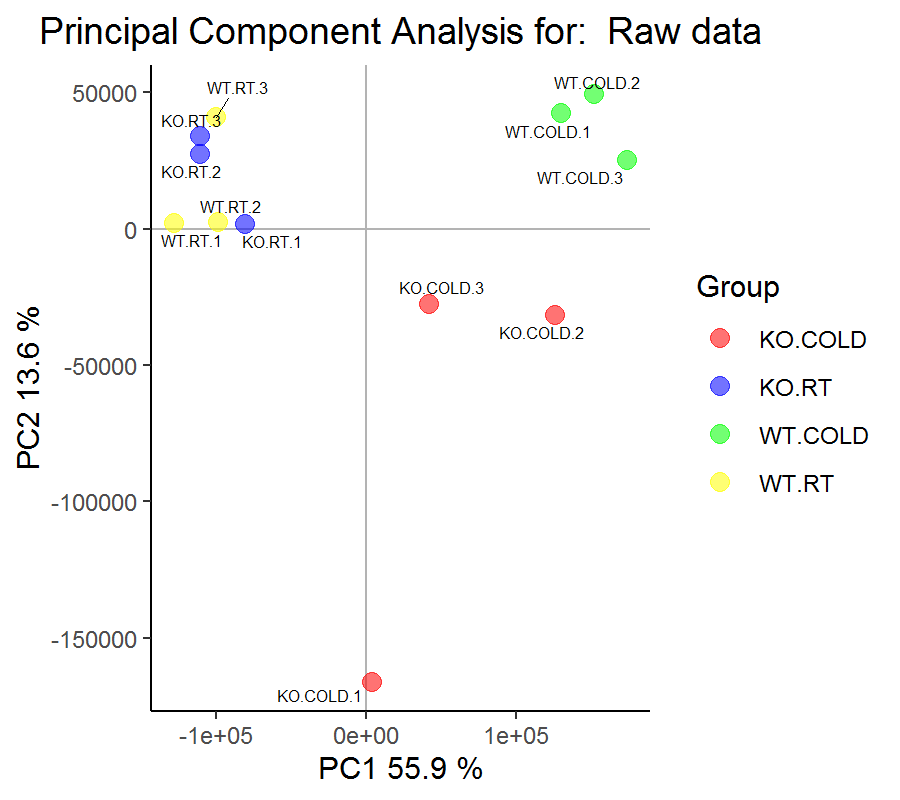 Principal Component Analysis for:  Raw data
50000
0
-50000
-100000
-150000
PC2 13.6 %
WT.RT.3
KO.RT.3
KO.RT.2
WT.RT.2
WT.RT.1
KO.RT.1
WT.COLD.2
WT.COLD.1
WT.COLD.3
KO.COLD.3
KO.COLD.2
KO.COLD.1
-1e+05
0e+00
1e+05
PC1 55.9 %
Group
KO.COLD
KO.RT
WT.COLD
WT.RT